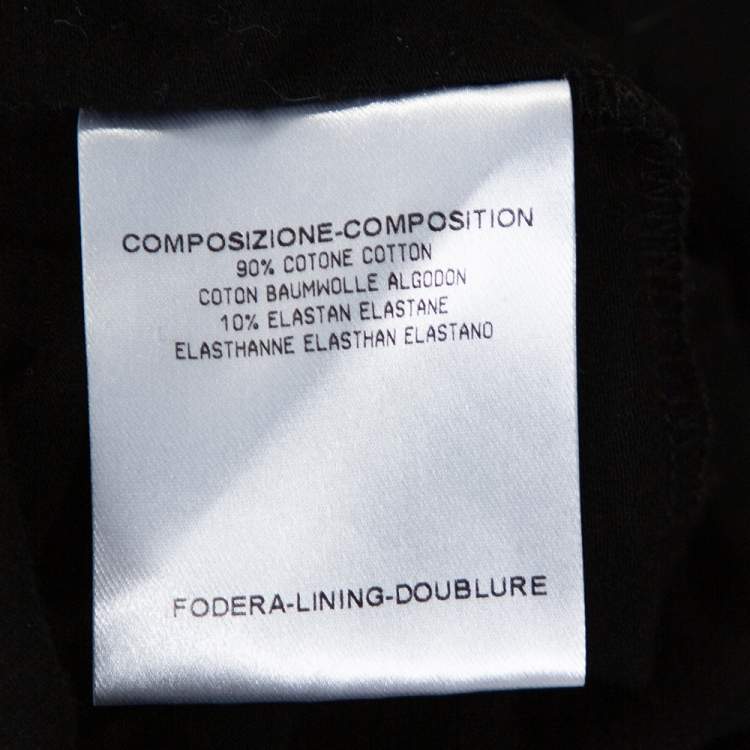 COMPOSIZIONE-COMPOSITION
90% COTONE COTTON
COTON BAUMWOLLE ALGODON
10% ELASTAN ELASTANE
ELASTHANNE ELASTHAN ELASTANO
FODERA-LINING-DOUBLURE